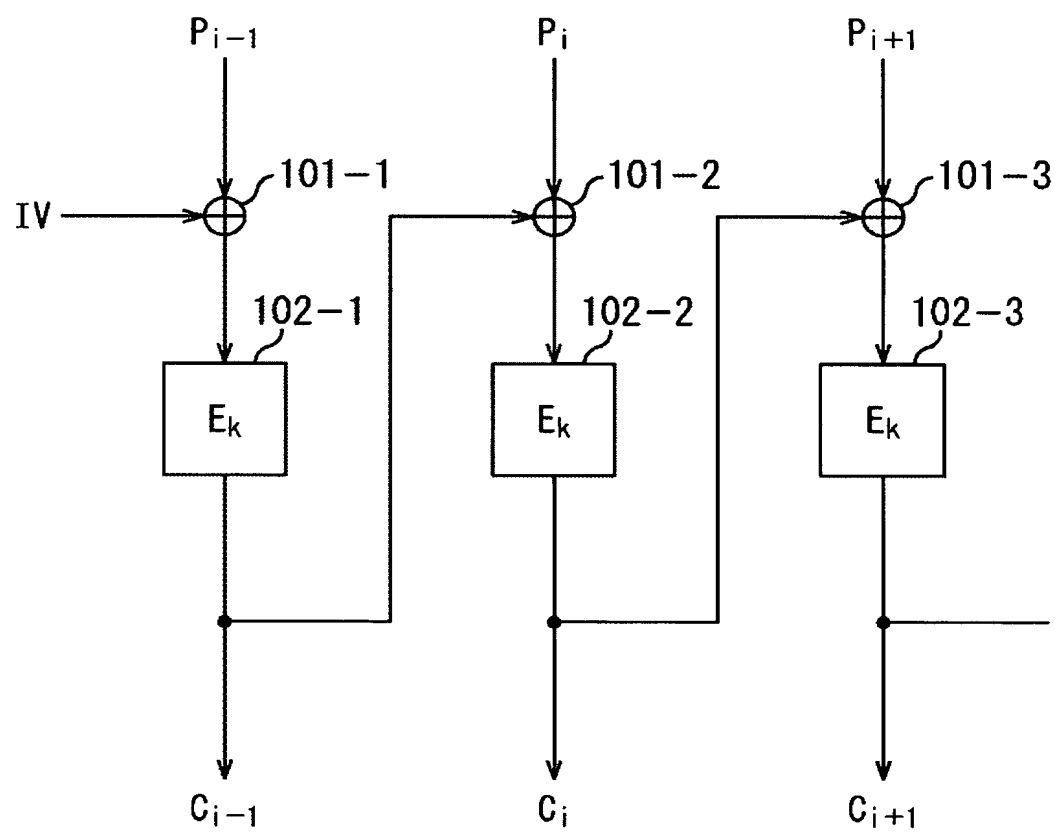 P_{i-1} P_i P_{i+1}
101-1 101-2 101-3
IV
102-1 102-2 102-3
E_k E_k E_k
C_{i-1} C_i C_{i+1}